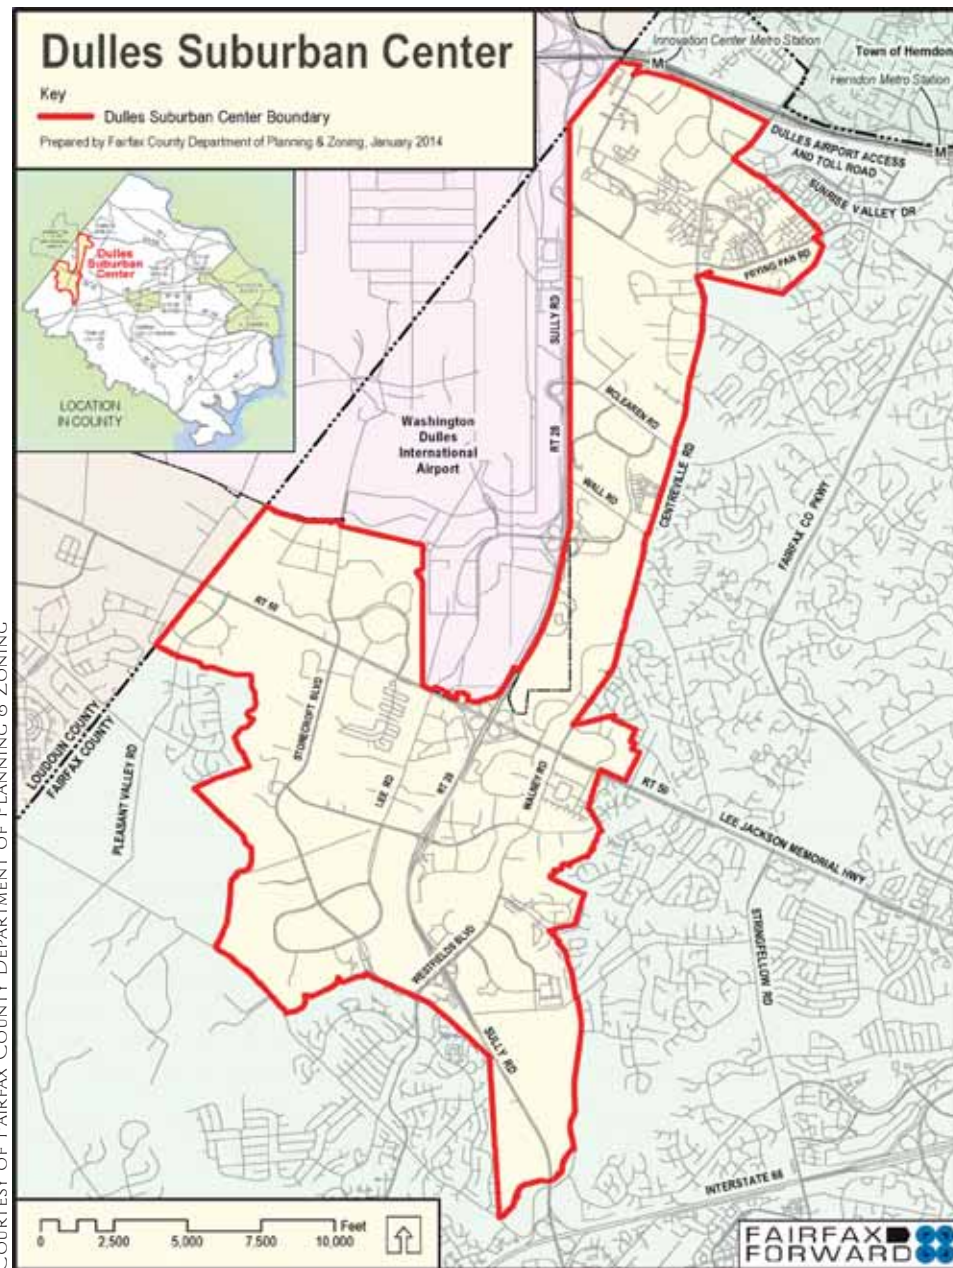 Dulles Suburban Center
Key
Dulles Suburban Center Boundary
Prepared by Fairfax County Department of Planning & Zoning, January 2014
Dulles
Suburban
Center
LOCATION
IN COUNTY
Innovation Center Metro Station
Town of Herndon
Herndon Metro Station
M
M
DULLES AIRPORT ACCESS
AND TOLL ROAD
SUNRISE VALLEY DR
FRYING PAN RD
SULLY RD
RT 28
MCLEAREN RD
WALL RD
CENTREVILLE RD
FAIRFAX CO PKWY
Washington
Dulles
International
Airport
RT 50
STONECROFT BLVD
LEE RD
RT 28
WALNEY RD
RT 50
LEE JACKSON MEMORIAL HWY
LOUDOUN COUNTY
FAIRFAX COUNTY
PLEASANT VALLEY RD
STRINGFELLOW RD
WESTFIELDS BLVD
SULLY RD
INTERSTATE 66
0 2,500 5,000 7,500 10,000 Feet
FAIRFAX
FORWARD
COURTESY OF FAIRFAX COUNTY DEPARTMENT OF PLANNING & ZONING